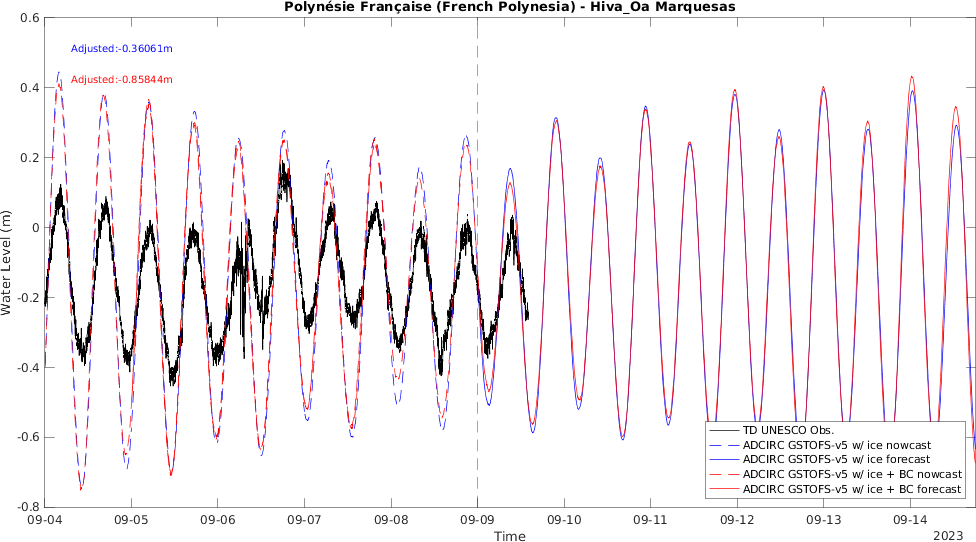 Polynésie Française (French Polynesia) - Hiva_Oa Marquesas
Adjusted:-0.36061m
Adjusted:-0.85844m
Water Level (m)
0.6
0.4
0.2
0
-0.2
-0.4
-0.6
-0.8
TD UNESCO Obs.
ADCIRC GSTOFS-v5 w/ ice nowcast
ADCIRC GSTOFS-v5 w/ ice forecast
ADCIRC GSTOFS-v5 w/ ice + BC nowcast
ADCIRC GSTOFS-v5 w/ ice + BC forecast
09-04 09-05 09-06 09-07 09-08 09-09 09-10 09-11 09-12 09-13 09-14
Time
2023